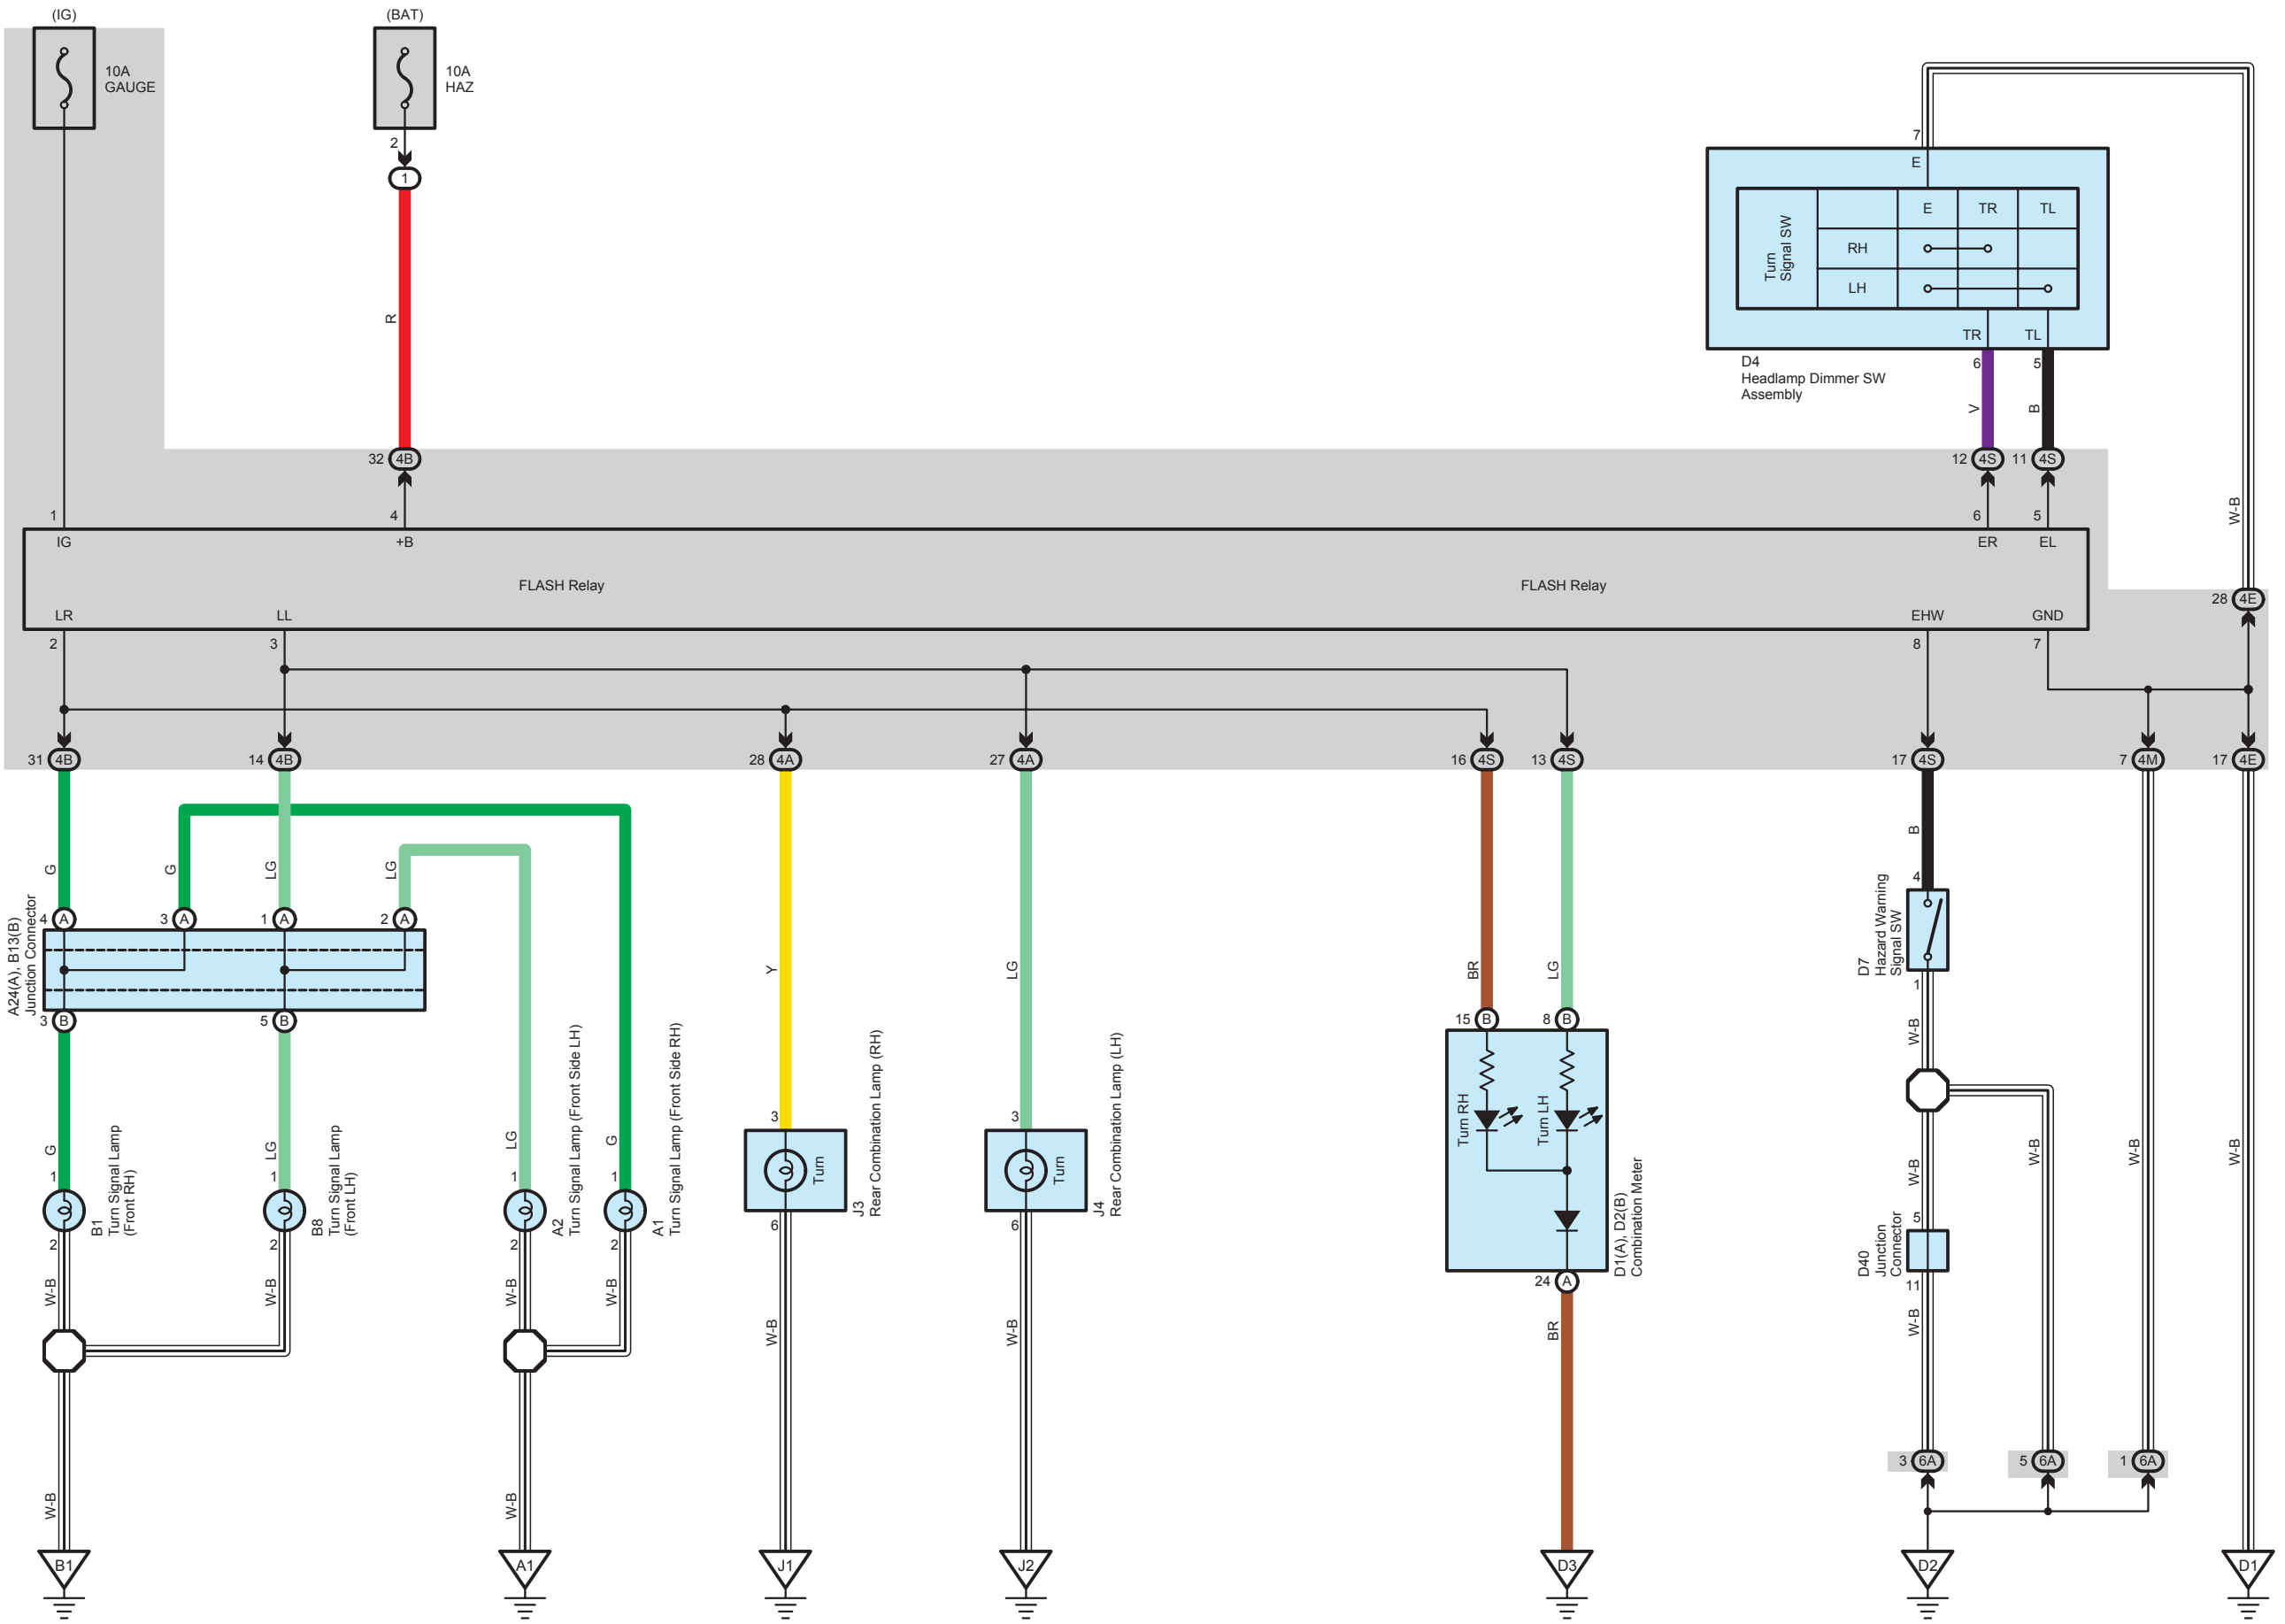 (IG)
(BAT)
10A
GAUGE
10A
HAZ
2
1
7
E
E
TR
TL
Turn
Signal SW
RH
LH
TR
TL
D4
Headlamp Dimmer SW
Assembly
6
5
R
V
B
W-B
32
4B
12
4S
11
4S
1
4
6
5
IG
+B
ER
EL
FLASH Relay
FLASH Relay
28
4E
LR
LL
EHW
GND
2
3
8
7
31
4B
14
4B
28
4A
27
4A
16
4S
13
4S
17
4S
7
4M
17
4E
G
G
LG
LG
B
4
A
3
A
1
A
2
A
4
A24(A), B13(B)
Junction Connector
D7
Hazard Warning
Signal SW
Y
LG
BR
LG
3
B
5
B
15
B
8
B
1
W-B
G
LG
LG
G
3
3
Turn RH
Turn LH
W-B
W-B
W-B
W-B
1
1
1
1
Turn
Turn
B1
Turn Signal Lamp
(Front RH)
B8
Turn Signal Lamp
(Front LH)
A2
Turn Signal Lamp (Front Side LH)
A1
Turn Signal Lamp (Front Side RH)
J3
Rear Combination Lamp (RH)
J4
Rear Combination Lamp (LH)
D1(A), D2(B)
Combination Meter
2
2
2
2
6
6
5
D40
Junction
Connector
11
24
A
W-B
W-B
W-B
W-B
W-B
W-B
BR
W-B
3
6A
5
6A
1
6A
W-B
W-B
B1
A1
J1
J2
D3
D2
D1